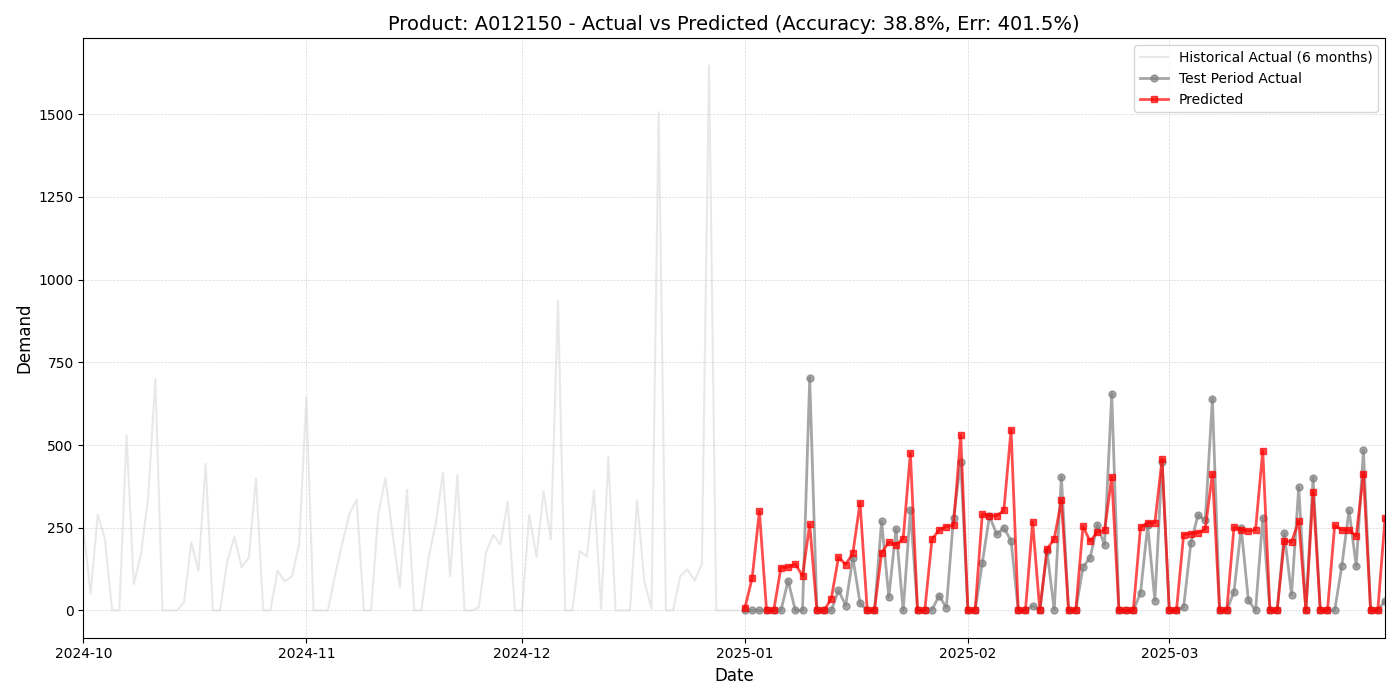 Product: A012150 - Actual vs Predicted (Accuracy: 38.8%, Err: 401.5%)
Historical Actual (6 months)
Test Period Actual
Predicted
Demand
1500
1250
1000
750
500
250
0
2024-10
2024-11
2024-12
2025-01
2025-02
2025-03
Date